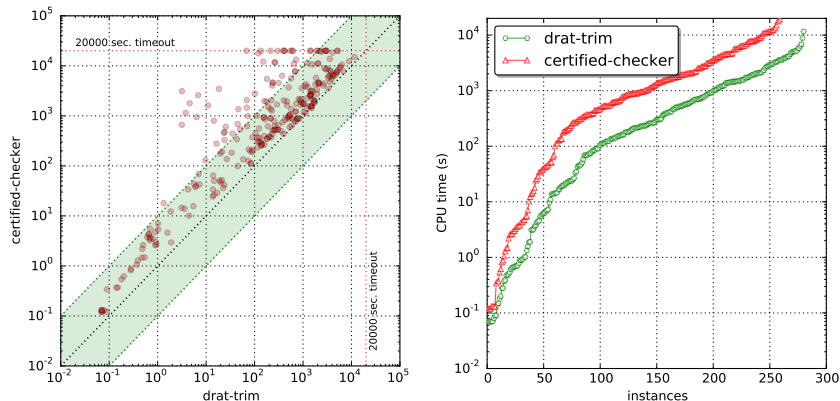 10^5
10^4
10^3
10^2
10^1
10^0
10^-1
10^-2
certified-checker
20000 sec. timeout
20000 sec. timeout
10^-2 10^-1 10^0 10^1 10^2 10^3 10^4 10^5
drat-trim
drat-trim
certified-checker
10^4
10^3
10^2
10^1
10^0
10^-1
10^-2
CPU time (s)
0 50 100 150 200 250 300
instances